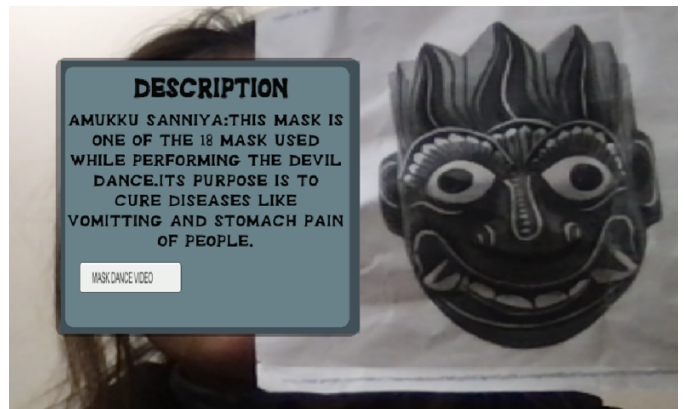 DESCRIPTION
AMUKKU SANNIYA:THIS MASK IS
ONE OF THE 18 MASK USED
WHILE PERFORMING THE DEVIL
DANCE.ITS PURPOSE IS TO
CURE DISEASES LIKE
VOMITTING AND STOMACH PAIN
OF PEOPLE.
MASK DANCE VIDEO